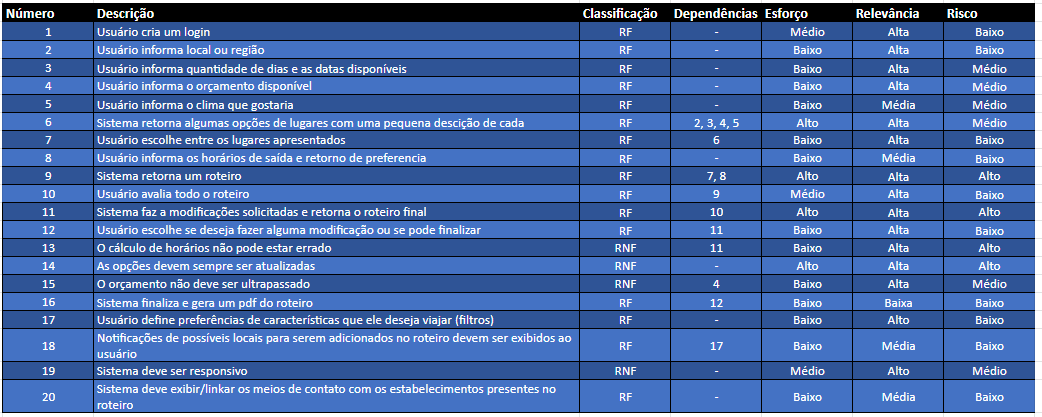 Número Descrição Classificação Dependências Esforço Relevância Risco
1 Usuário cria um login RF - Médio Alta Baixo
2 Usuário informa local ou região RF - Baixo Alta Baixo
3 Usuário informa quantidade de dias e as datas disponíveis RF - Baixo Alta Médio
4 Usuário informa o orçamento disponível RF - Baixo Alta Médio
5 Usuário informa o clima que gostaria RF - Baixo Média Médio
6 Sistema retorna algumas opções de lugares com uma pequena descição de cada RF 2, 3, 4, 5 Alto Alta Médio
7 Usuário escolhe entre os lugares apresentados RF 6 Baixo Alta Baixo
8 Usuário informa os horários de saída e retorno de preferencia RF - Baixo Média Baixo
9 Sistema retorna um roteiro RF 7, 8 Alto Alta Alto
10 Usuário avalia todo o roteiro RF 9 Médio Alta Baixo
11 Sistema faz a modificações solicitadas e retorna o roteiro final RF 10 Alto Alta Alto
12 Usuário escolhe se deseja fazer alguma modificação ou se pode finalizar RF 11 Baixo Alta Baixo
13 O cálculo de horários não pode estar errado RNF 11 Baixo Alta Alto
14 As opções devem sempre ser atualizadas RNF - Alto Alta Alto
15 O orçamento não deve ser ultrapassado RNF 4 Baixo Alta Médio
16 Sistema finaliza e gera um pdf do roteiro RF 12 Baixo Baixa Baixo
17 Usuário define preferências de características que ele deseja viajar (filtros) RF - Baixo Alto Baixo
18 Notificações de possíveis locais para serem adicionados no roteiro devem ser exibidos ao
usuário RF 17 Baixo Média Baixo
19 Sistema deve ser responsivo RNF - Médio Alto Médio
20 Sistema deve exibir/linkar os meios de contato com os estabelecimentos presentes no
roteiro RF - Baixo Média Baixo